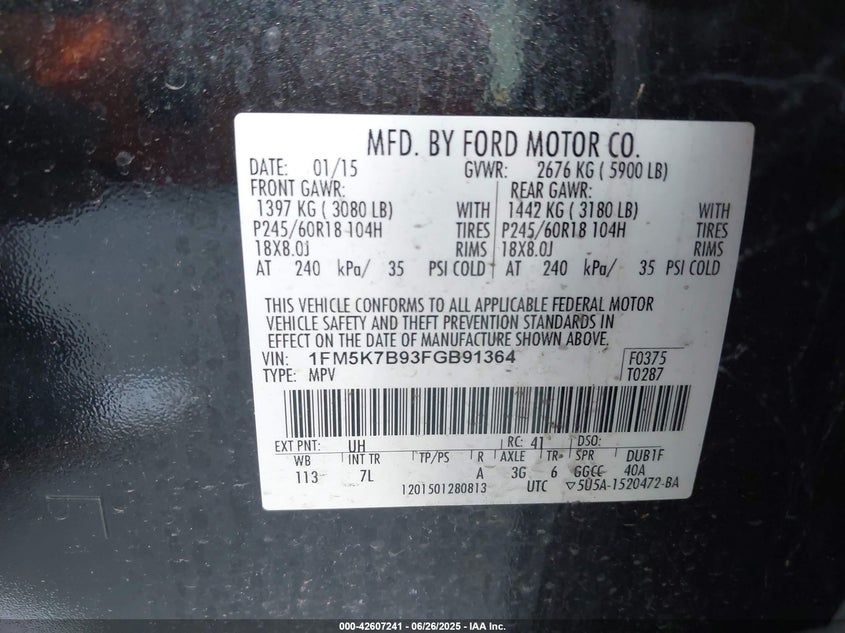 MFD. BY FORD MOTOR CO.
DATE: 01/15 GVWR: 2676 KG ( 5900 LB)
FRONT GAWR: REAR GAWR:
1397 KG ( 3080 LB) WITH 1442 KG ( 3180 LB) WITH
P245/60R18 104H TIRES P245/60R18 104H TIRES
18X8.0J RIMS 18X8.0J RIMS
AT 240 kPa/ 35 PSI COLD AT 240 kPa/ 35 PSI COLD
THIS VEHICLE CONFORMS TO ALL APPLICABLE FEDERAL MOTOR
VEHICLE SAFETY AND THEFT PREVENTION STANDARDS IN
EFFECT ON THE DATE OF MANUFACTURE SHOWN ABOVE.
VIN: 1FM5K7B93FGB91364 F0375
TYPE: MPV T0287
EXT PNT: UH RC: 41 DSO:
WB INT TR TP/PS R AXLE TR SPR DUB1F
113 7L A 3G 6 GGCC 40A
1201501280813 UTC ▽5U5A-1520472-BA
000-42607241 - 06/26/2025 - IAA Inc.